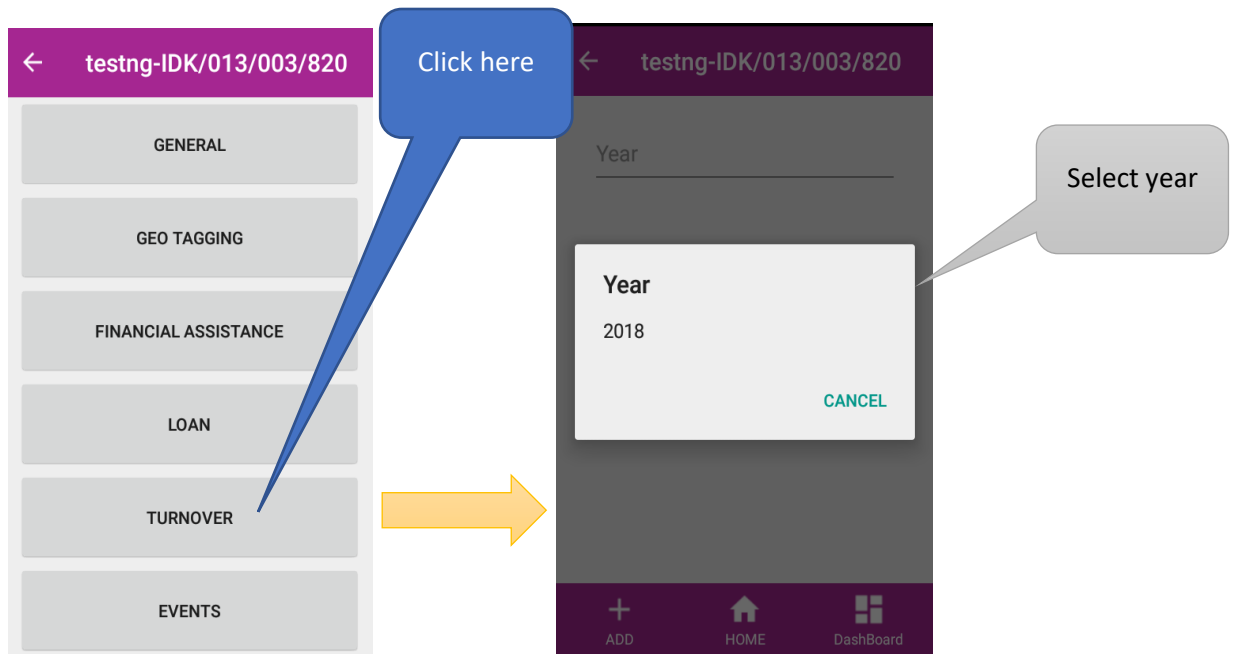 testng-IDK/013/003/820
GENERAL
GEO TAGGING
FINANCIAL ASSISTANCE
LOAN
TURNOVER
EVENTS
Click here
testng-IDK/013/003/820
Year
Year
2018
CANCEL
ADD
HOME
DashBoard
Select year